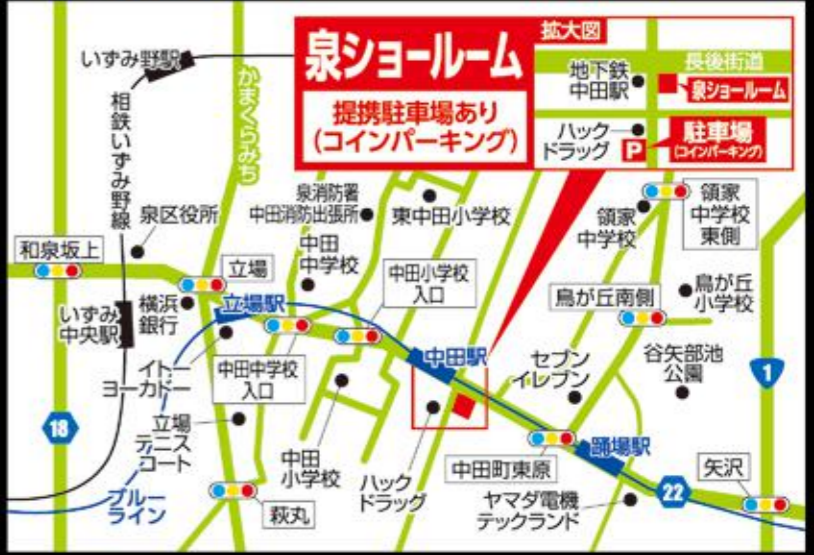 いずみ野駅
相鉄いずみ野線
かまくらみち
泉ショールーム
提携駐車場あり
(コインパーキング)
拡大図
長後街道
地下鉄
中田駅
泉ショールーム
ハック
ドラッグ
P
駐車場
(コインパーキング)
泉区役所
泉消防署
中田消防出張所
東中田小学校
領家
中学校
領家
中学校
東側
和泉坂上
立場
中田
中学校
中田小学校
入口
鳥が丘南側
鳥が丘
小学校
いずみ
中央駅
横浜
銀行
立場駅
イトー
ヨーカドー
中田中学校
入口
中田駅
セブン
イレブン
谷矢部池
公園
1
18
立場
テニス
コート
中田
小学校
ハック
ドラッグ
中田町東原
踊場駅
22
矢沢
ブルー
ライン
萩丸
ヤマダ電機
テックランド